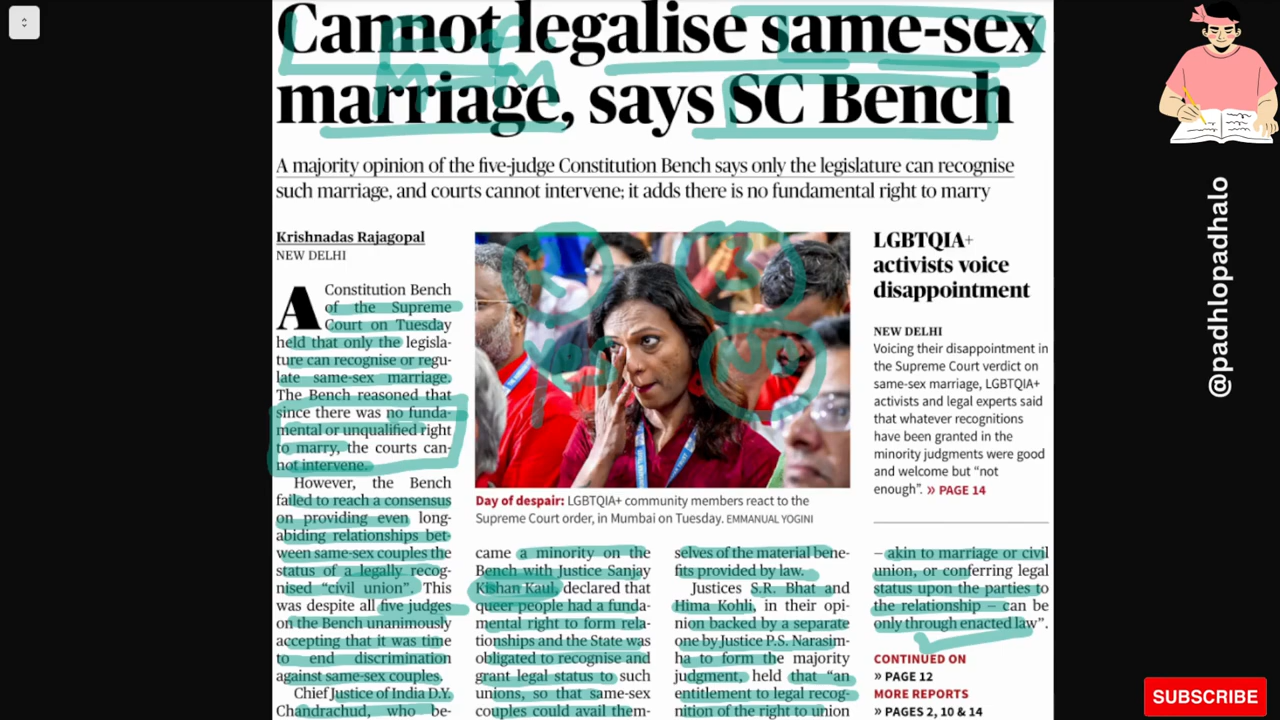 Cannot legalise same-sex
marriage, says SC Bench
A majority opinion of the five-judge Constitution Bench says only the legislature can recognise
such marriage, and courts cannot intervene; it adds there is no fundamental right to marry
Krishnadas Rajagopal
NEW DELHI
A Constitution Bench
of the Supreme
Court on Tuesday
held that only the legisla-
ture can recognise or regu-
late same-sex marriage.
The Bench reasoned that
since there was no funda-
mental or unqualified right
to marry, the courts can-
not intervene.
However, the Bench
failed to reach a consensus
on providing even long-
abiding relationships bet-
ween same-sex couples the
status of a legally recog-
nised “civil union”. This
was despite all five judges
on the Bench unanimously
accepting that it was time
to end discrimination
against same-sex couples.
Chief Justice of India D.Y.
Chandrachud, who be-
Day of despair: LGBTQIA+ community members react to the
Supreme Court order, in Mumbai on Tuesday. EMMANUAL YOGINI
came a minority on the
Bench with Justice Sanjay
Kishan Kaul, declared that
queer people had a funda-
mental right to form rela-
tionships and the State was
obligated to recognise and
grant legal status to such
unions, so that same-sex
couples could avail them-
selves of the material bene-
fits provided by law.
Justices S.R. Bhat and
Hima Kohli, in their opi-
nion backed by a separate
one by Justice P.S. Narasim-
ha to form the majority
judgment, held that “an
entitlement to legal recog-
nition of the right to union
– akin to marriage or civil
union, or conferring legal
status upon the parties to
the relationship – can be
only through enacted law”.
CONTINUED ON
» PAGE 12
MORE REPORTS
» PAGES 2, 10 & 14
LGBTQIA+
activists voice
disappointment
NEW DELHI
Voicing their disappointment in
the Supreme Court verdict on
same-sex marriage, LGBTQIA+
activists and legal experts said
that whatever recognitions
have been granted in the
minority judgments were good
and welcome but “not
enough”. » PAGE 14
@padhlopadhalo
SUBSCRIBE